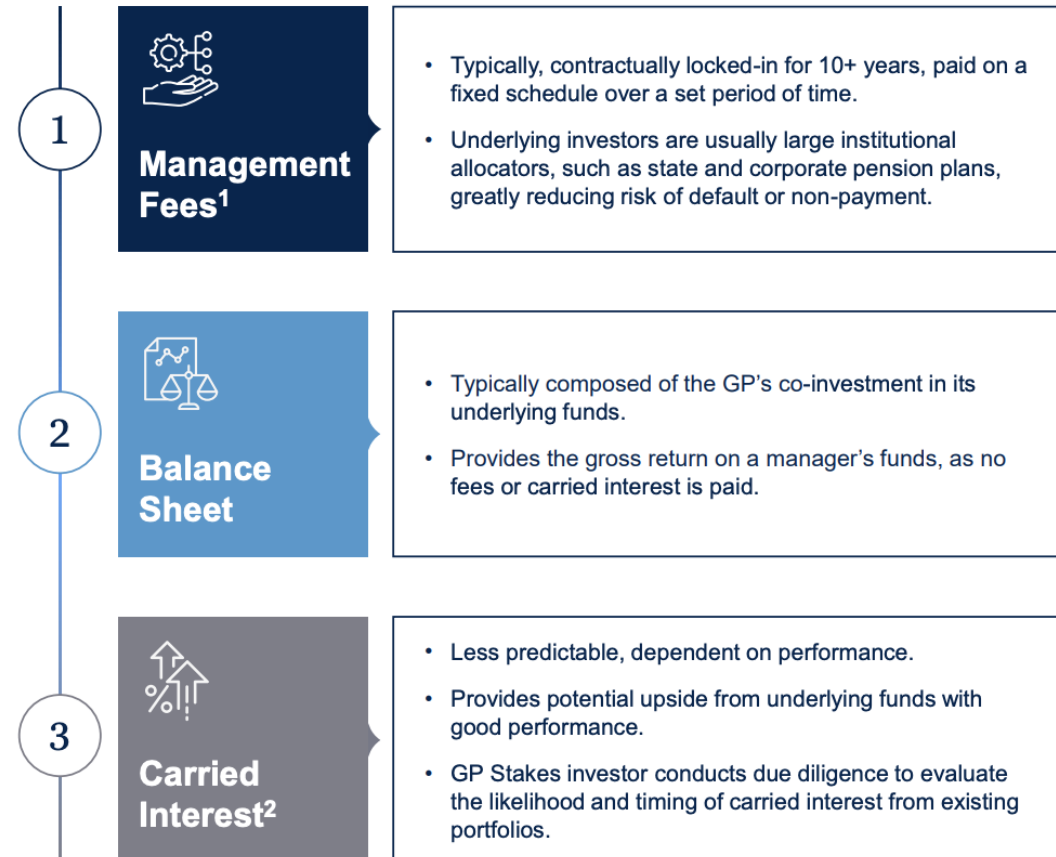 1
Management
Fees¹
• Typically, contractually locked-in for 10+ years, paid on a
fixed schedule over a set period of time.
• Underlying investors are usually large institutional
allocators, such as state and corporate pension plans,
greatly reducing risk of default or non-payment.
2
Balance
Sheet
• Typically composed of the GP’s co-investment in its
underlying funds.
• Provides the gross return on a manager’s funds, as no
fees or carried interest is paid.
3
%
Carried
Interest²
• Less predictable, dependent on performance.
• Provides potential upside from underlying funds with
good performance.
• GP Stakes investor conducts due diligence to evaluate
the likelihood and timing of carried interest from existing
portfolios.